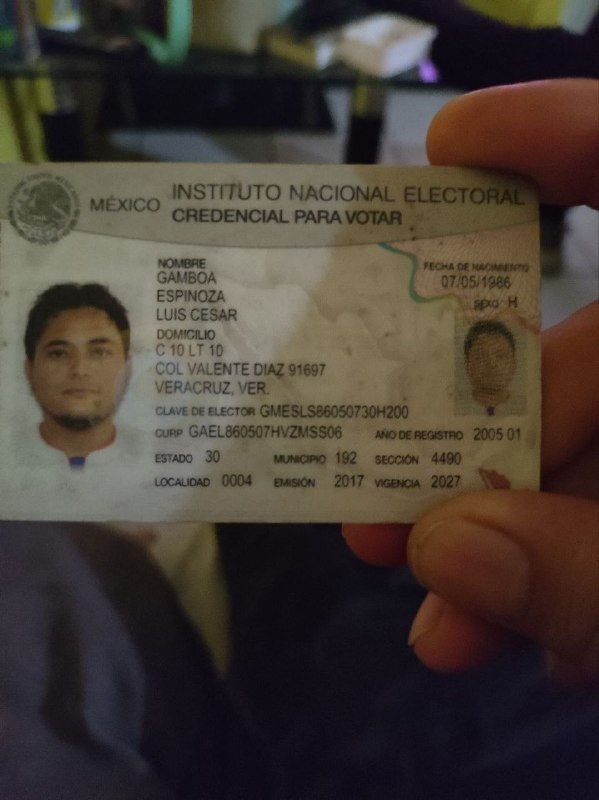 MÉXICO INSTITUTO NACIONAL ELECTORAL
CREDENCIAL PARA VOTAR
NOMBRE
GAMBOA
ESPINOZA
LUIS CESAR
FECHA DE NACIMIENTO
07/05/1986
SEXO H
DOMICILIO
C 10 LT 10
COL VALENTE DIAZ 91697
VERACRUZ, VER.
CLAVE DE ELECTOR GMESLS86050730H200
CURP GAEL860507HVZMSS06 AÑO DE REGISTRO 2005 01
ESTADO 30 MUNICIPIO 192 SECCIÓN 4490
LOCALIDAD 0004 EMISIÓN 2017 VIGENCIA 2027